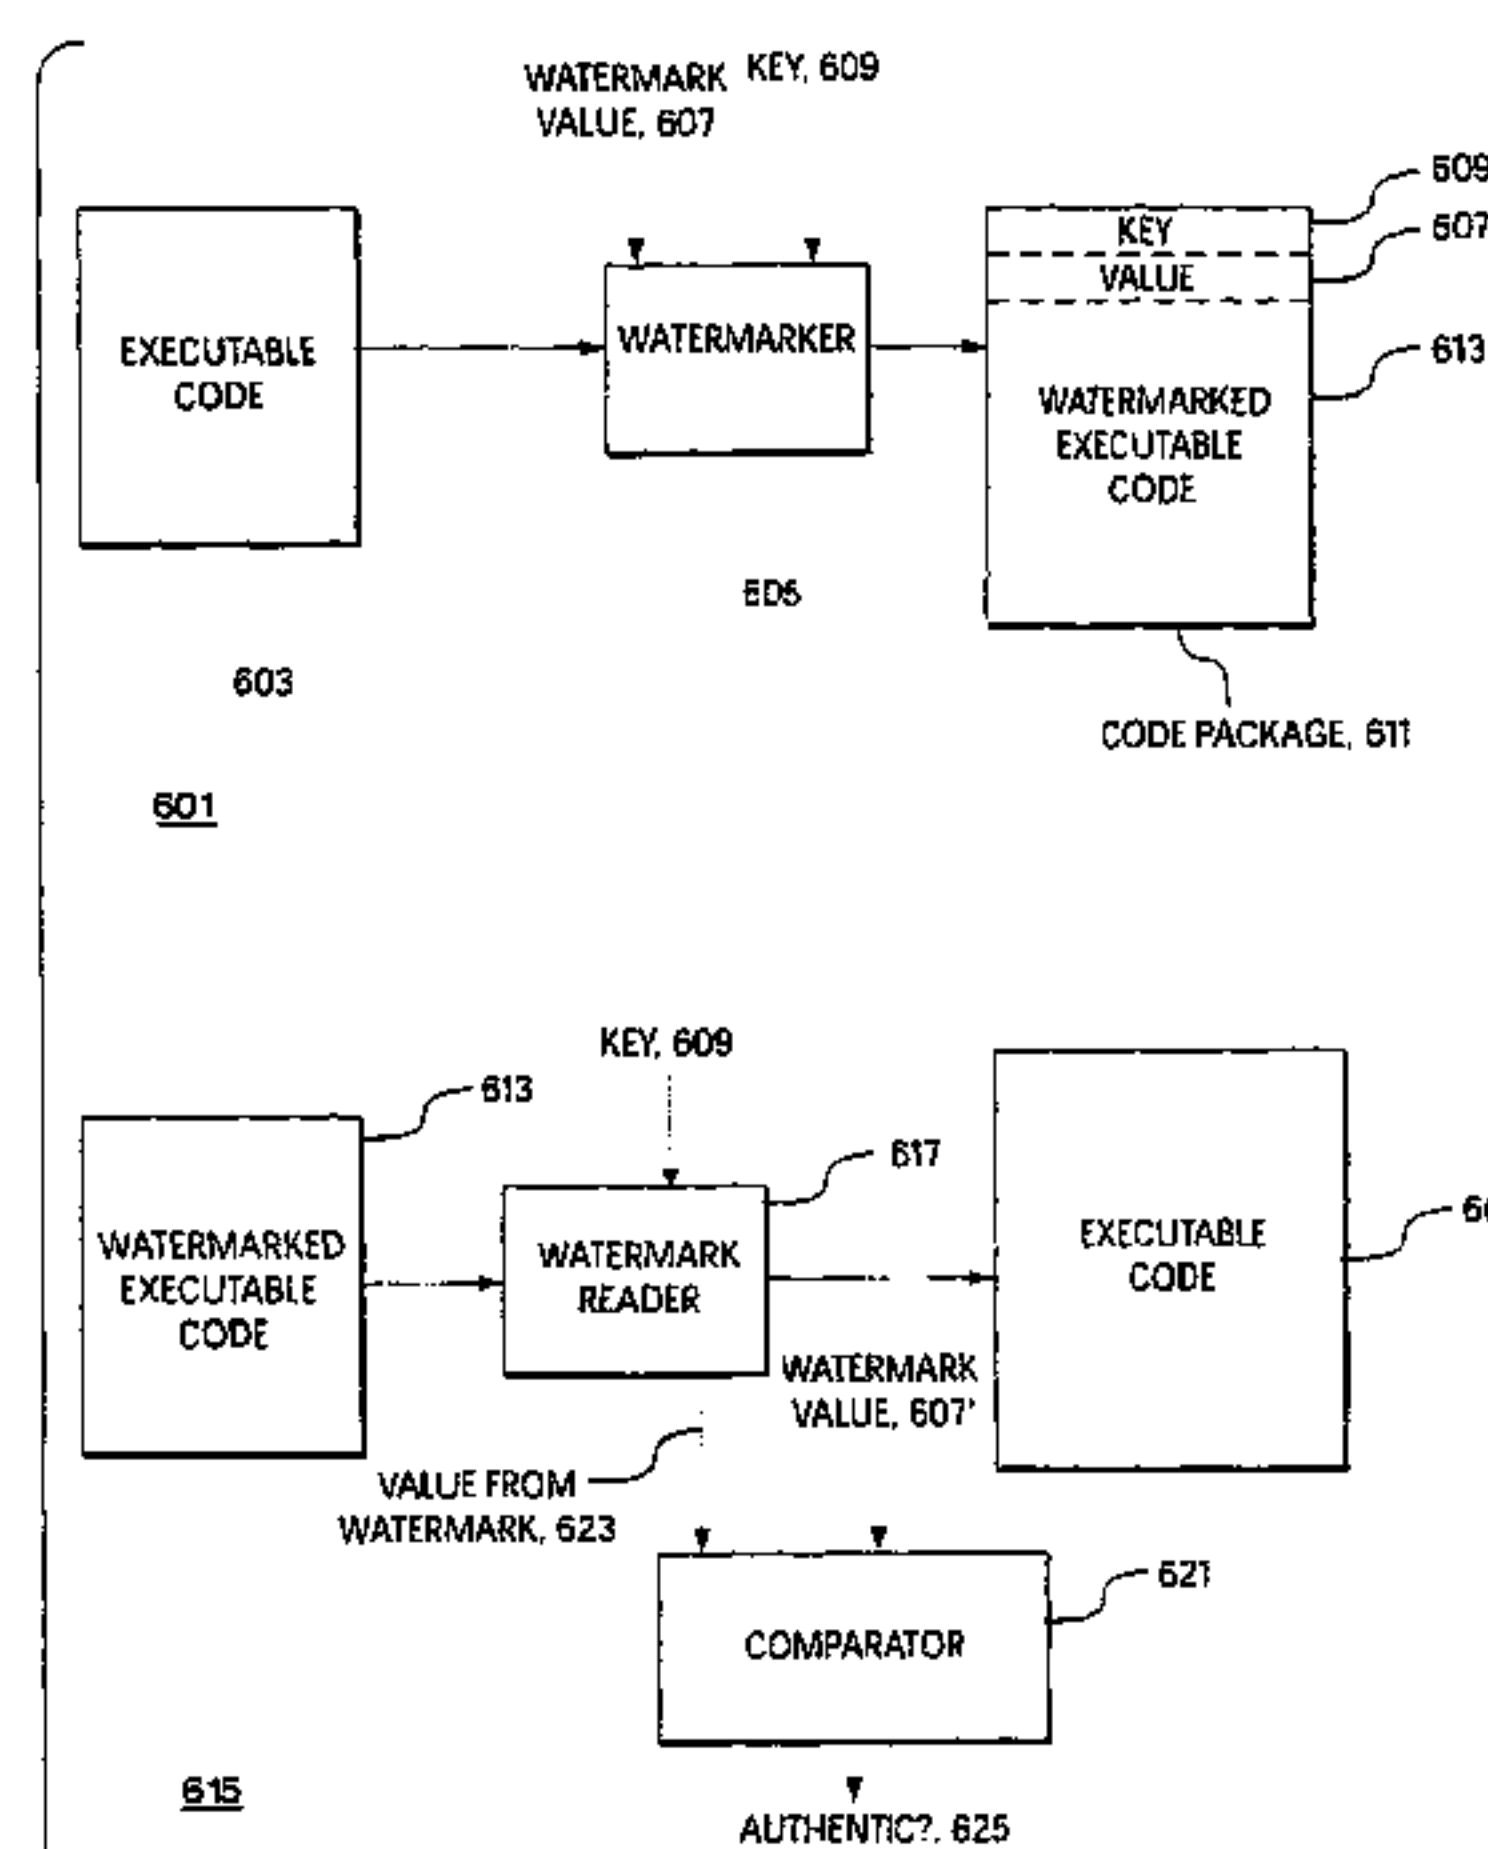 WATERMARK
VALUE, 607
KEY, 609
609
KEY
607
VALUE
EXECUTABLE
CODE
WATERMARKER
613
WATERMARKED
EXECUTABLE
CODE
605
603
CODE PACKAGE, 611
601
KEY, 609
613
617
WATERMARKED
EXECUTABLE
CODE
WATERMARK
READER
EXECUTABLE
CODE
WATERMARK
VALUE, 607'
VALUE FROM
WATERMARK, 623
621
COMPARATOR
615
AUTHENTIC?, 625